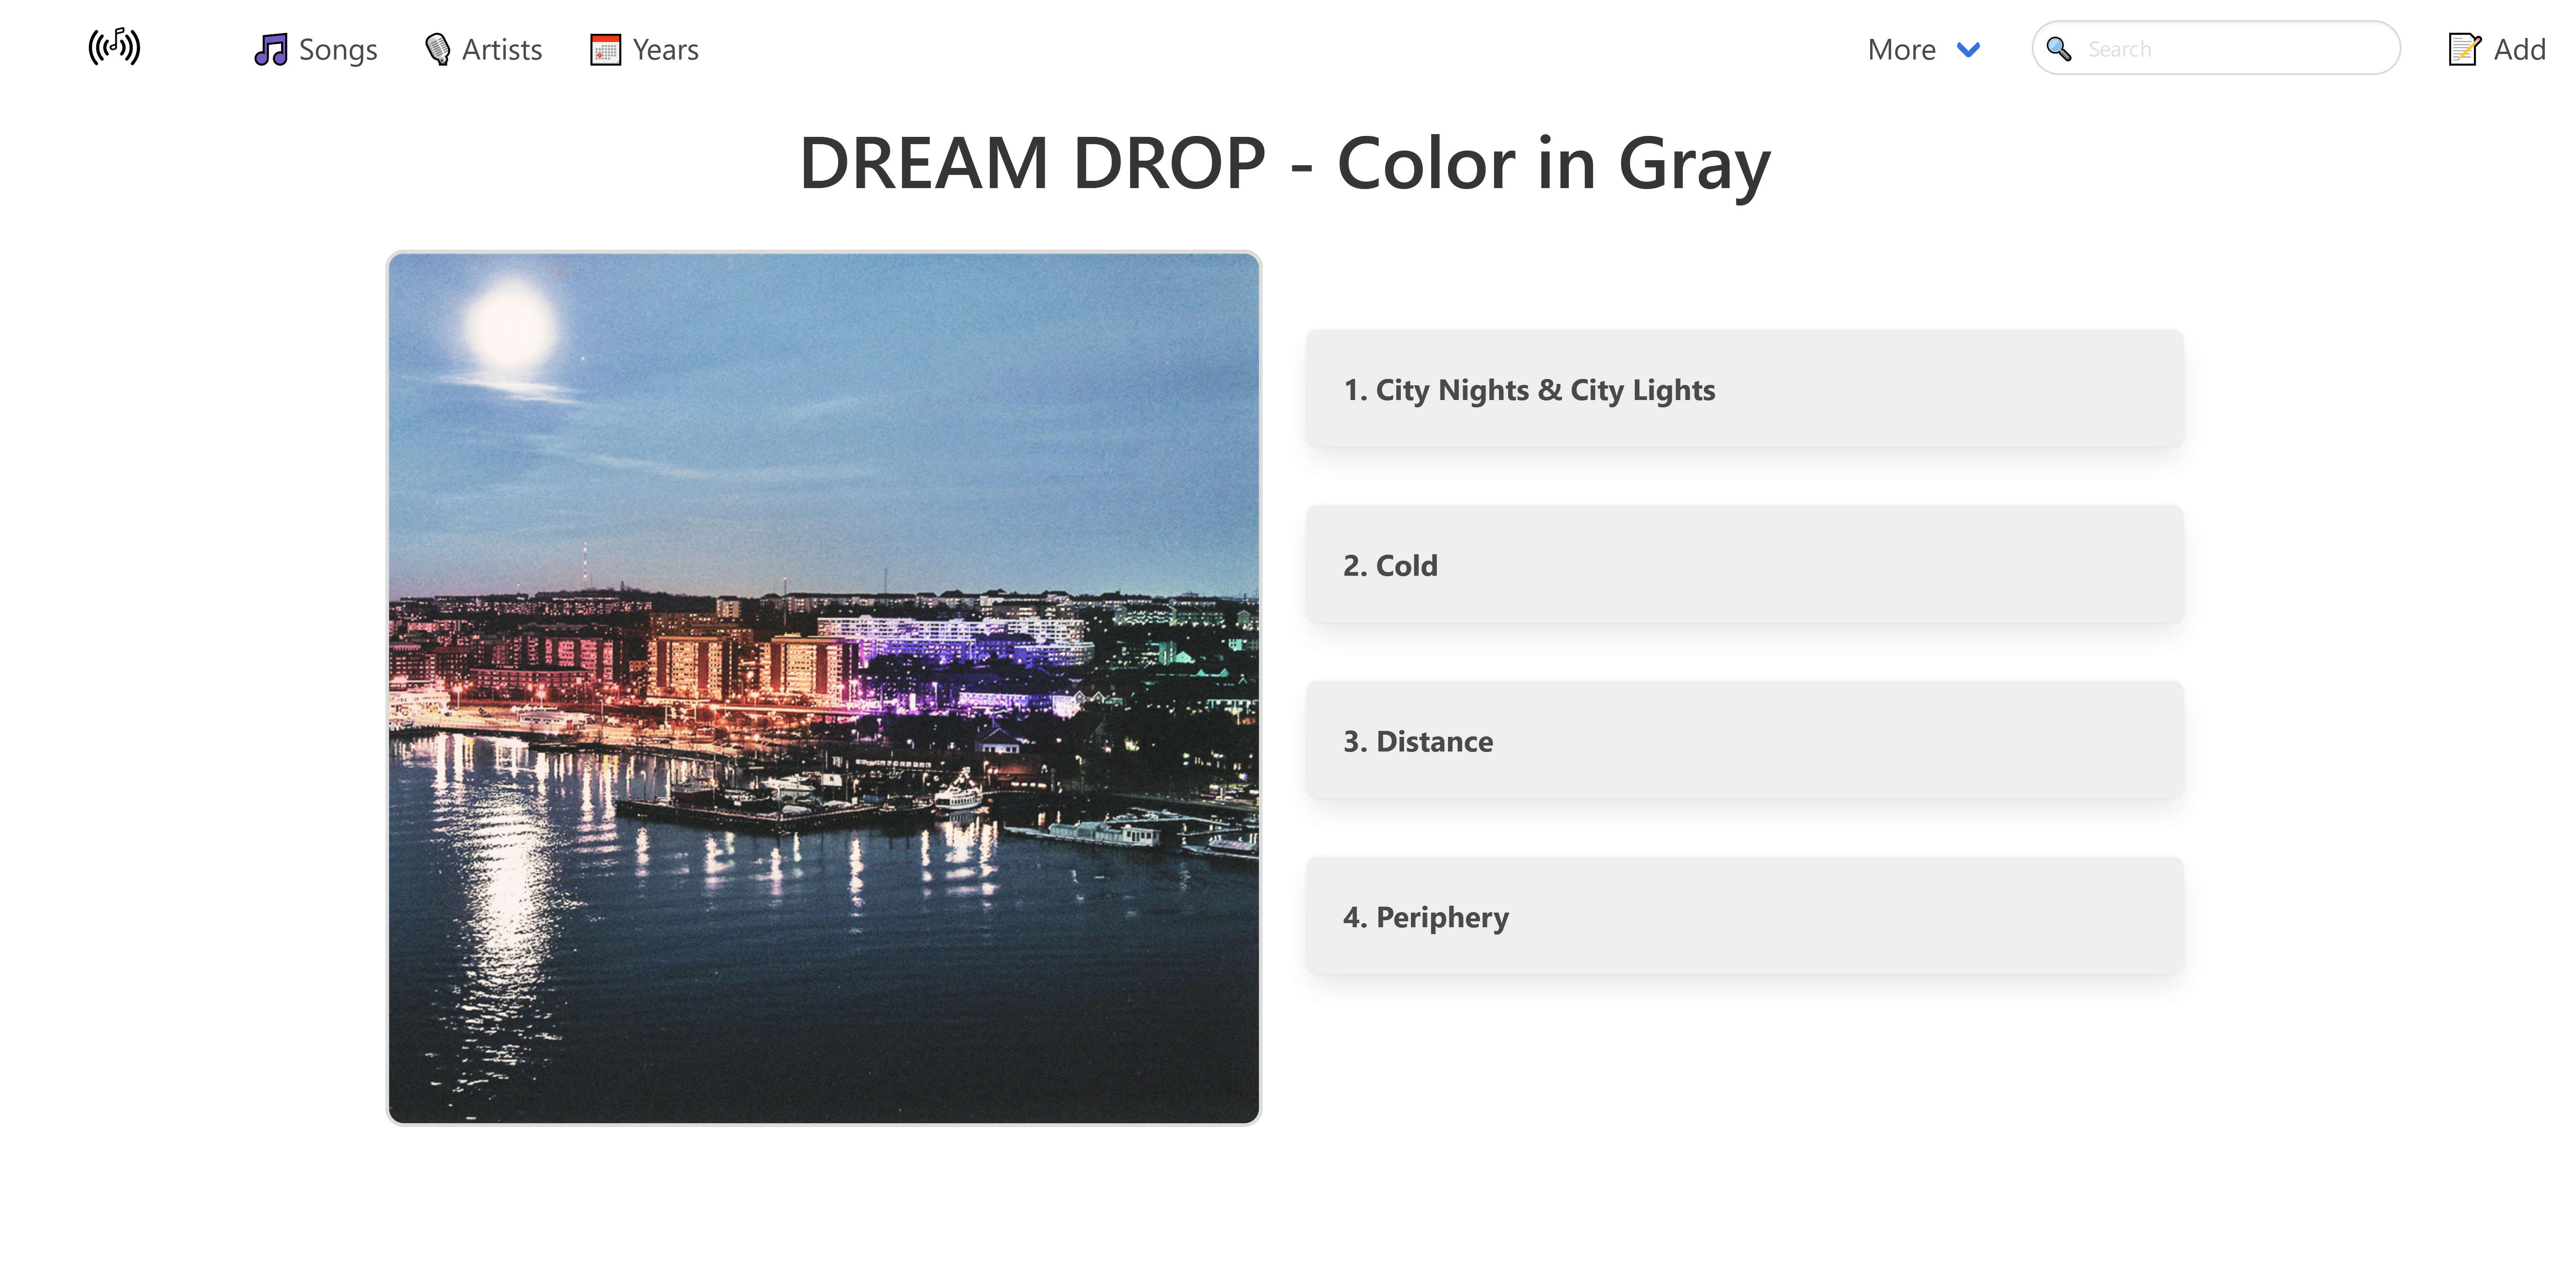 Songs Artists Years More Search Add
DREAM DROP - Color in Gray
1. City Nights & City Lights
2. Cold
3. Distance
4. Periphery